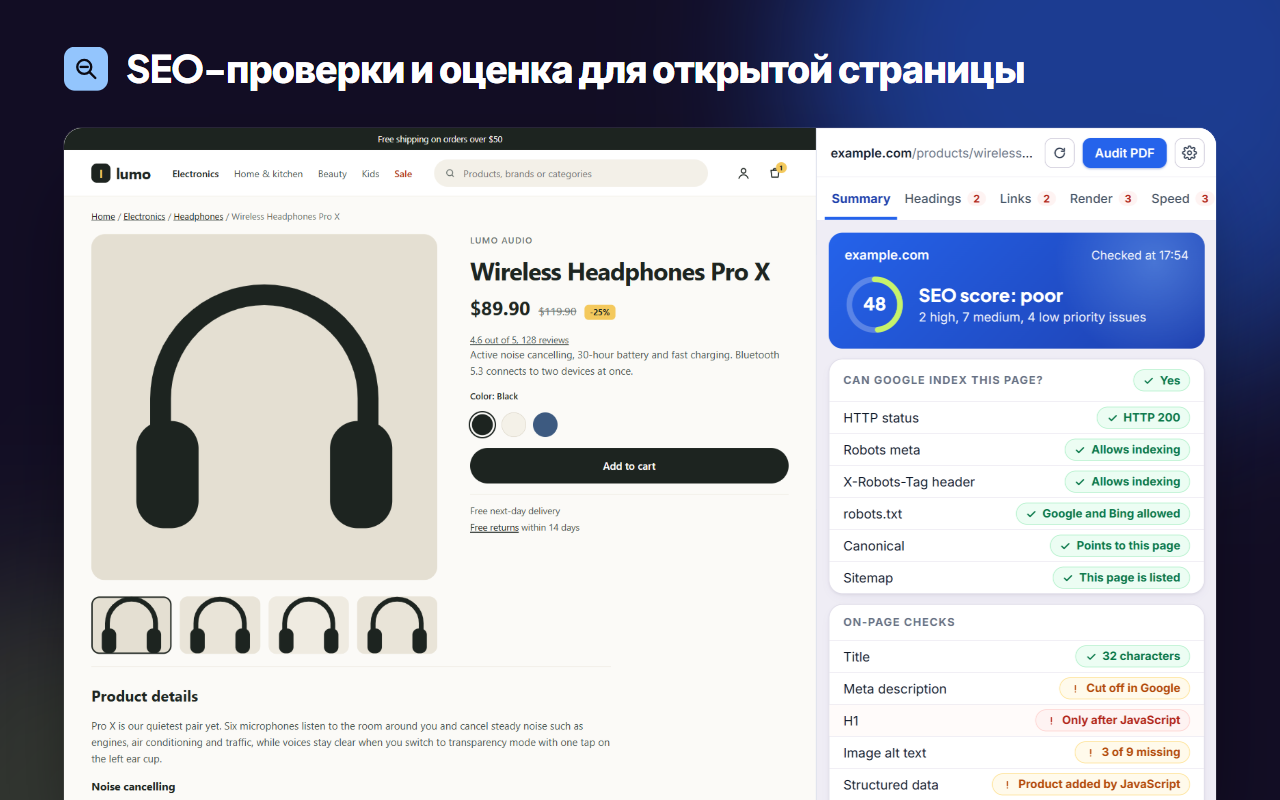 SEO-проверки и оценка для открытой страницы
Free shipping on orders over $50
lumo
Electronics Home & kitchen Beauty Kids Sale
Products, brands or categories
1
Home / Electronics / Headphones / Wireless Headphones Pro X
LUMO AUDIO
Wireless Headphones Pro X
$89.90 $119.90 -25%
4.6 out of 5, 128 reviews
Active noise cancelling, 30-hour battery and fast charging. Bluetooth
5.3 connects to two devices at once.
Color: Black
Add to cart
Free next-day delivery
Free returns within 14 days
Product details
Pro X is our quietest pair yet. Six microphones listen to the room around you and cancel steady noise such as
engines, air conditioning and traffic, while voices stay clear when you switch to transparency mode with one tap on
the left ear cup.
Noise cancelling
example.com/products/wireless...
Audit PDF
Summary Headings 2 Links 2 Render 3 Speed 3
example.com Checked at 17:54
48
SEO score: poor
2 high, 7 medium, 4 low priority issues
CAN GOOGLE INDEX THIS PAGE? Yes
HTTP status HTTP 200
Robots meta Allows indexing
X-Robots-Tag header Allows indexing
robots.txt Google and Bing allowed
Canonical Points to this page
Sitemap This page is listed
ON-PAGE CHECKS
Title 32 characters
Meta description ! Cut off in Google
H1 ! Only after JavaScript
Image alt text ! 3 of 9 missing
Structured data ! Product added by JavaScript